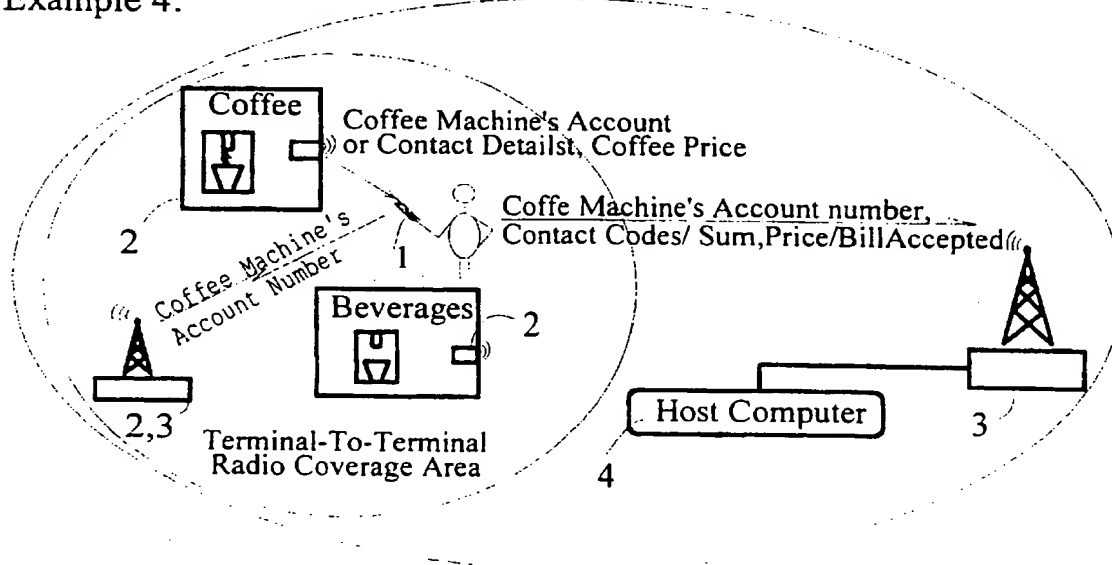 Example 4:
Coffee
Coffee Machine's Account
or Contact Detailst, Coffee Price
2
1
Coffe Machine's Account number,
Contact Codes/ Sum,Price/BillAccepted
Coffee Machine's
Account Number
Beverages
2
2,3
Terminal-To-Terminal
Radio Coverage Area
Host Computer
3
4